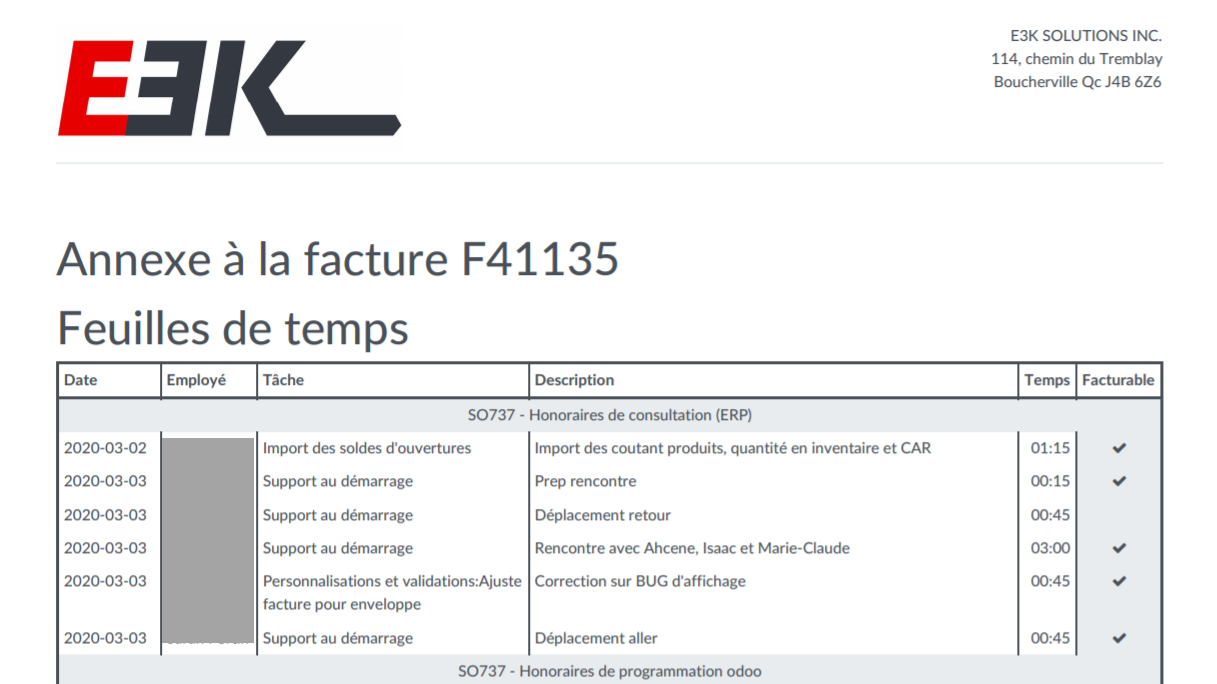 E3K
E3K SOLUTIONS INC.
114, chemin du Tremblay
Boucherville Qc J4B 6Z6
Annexe à la facture F41135
Feuilles de temps
Date Employé Tâche Description Temps Facturable
SO737 - Honoraires de consultation (ERP)
2020-03-02 Import des soldes d'ouvertures Import des coutant produits, quantité en inventaire et CAR 01:15 ✔
2020-03-03 Support au démarrage Prep rencontre 00:15 ✔
2020-03-03 Support au démarrage Déplacement retour 00:45
2020-03-03 Support au démarrage Rencontre avec Ahcene, Isaac et Marie-Claude 03:00 ✔
2020-03-03 Personnalisations et validations:Ajuste Correction sur BUG d'affichage 00:45 ✔
facture pour enveloppe
2020-03-03 Support au démarrage Déplacement aller 00:45 ✔
SO737 - Honoraires de programmation odoo